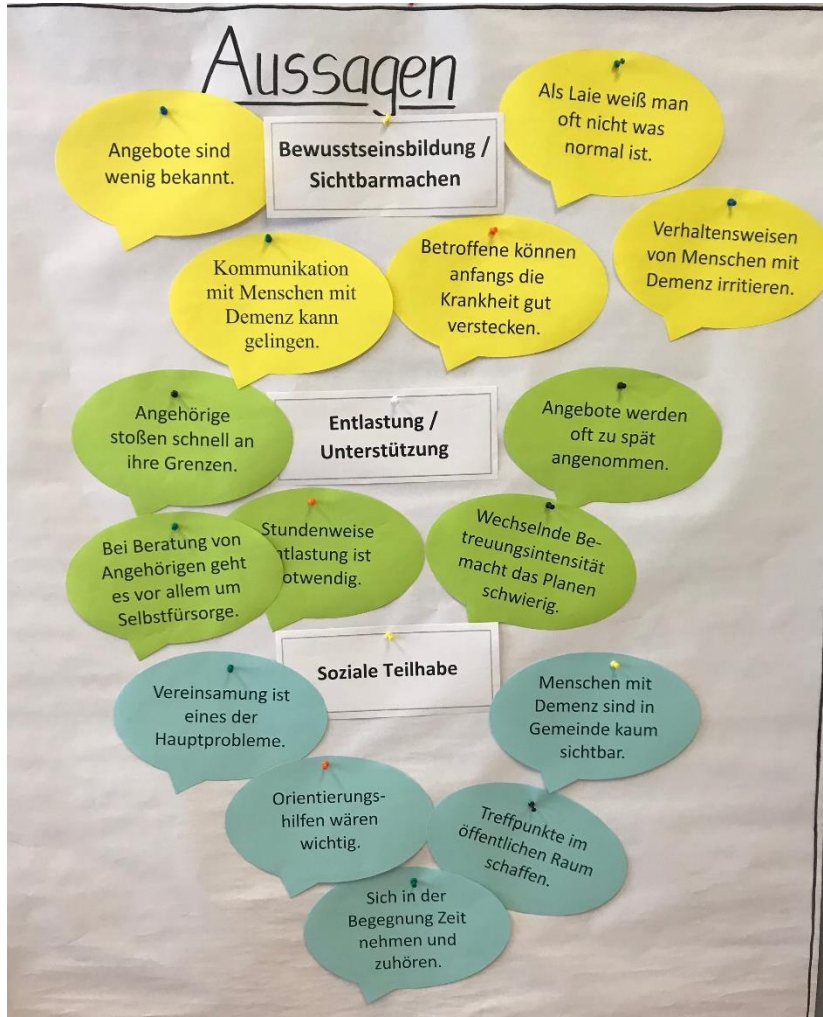 Aussagen
Angebote sind
wenig bekannt.
Bewusstseinsbildung /
Sichtbarmachen
Als Laie weiß man
oft nicht was
normal ist.
Kommunikation
mit Menschen mit
Demenz kann
gelingen.
Betroffene können
anfangs die
Krankheit gut
verstecken.
Verhaltensweisen
von Menschen mit
Demenz irritieren.
Angehörige
stoßen schnell an
ihre Grenzen.
Entlastung /
Unterstützung
Angebote werden
oft zu spät
angenommen.
Bei Beratung von
Angehörigen geht
es vor allem um
Selbstfürsorge.
Stundenweise
ntlastung ist
otwendig.
Wechselnde Be-
treuungsintensität
macht das Planen
schwierig.
Soziale Teilhabe
Vereinsamung ist
eines der
Hauptprobleme.
Menschen mit
Demenz sind in
Gemeinde kaum
sichtbar.
Orientierungs-
hilfen wären
wichtig.
Treffpunkte im
öffentlichen Raum
schaffen.
Sich in der
Begegnung Zeit
nehmen und
zuhören.